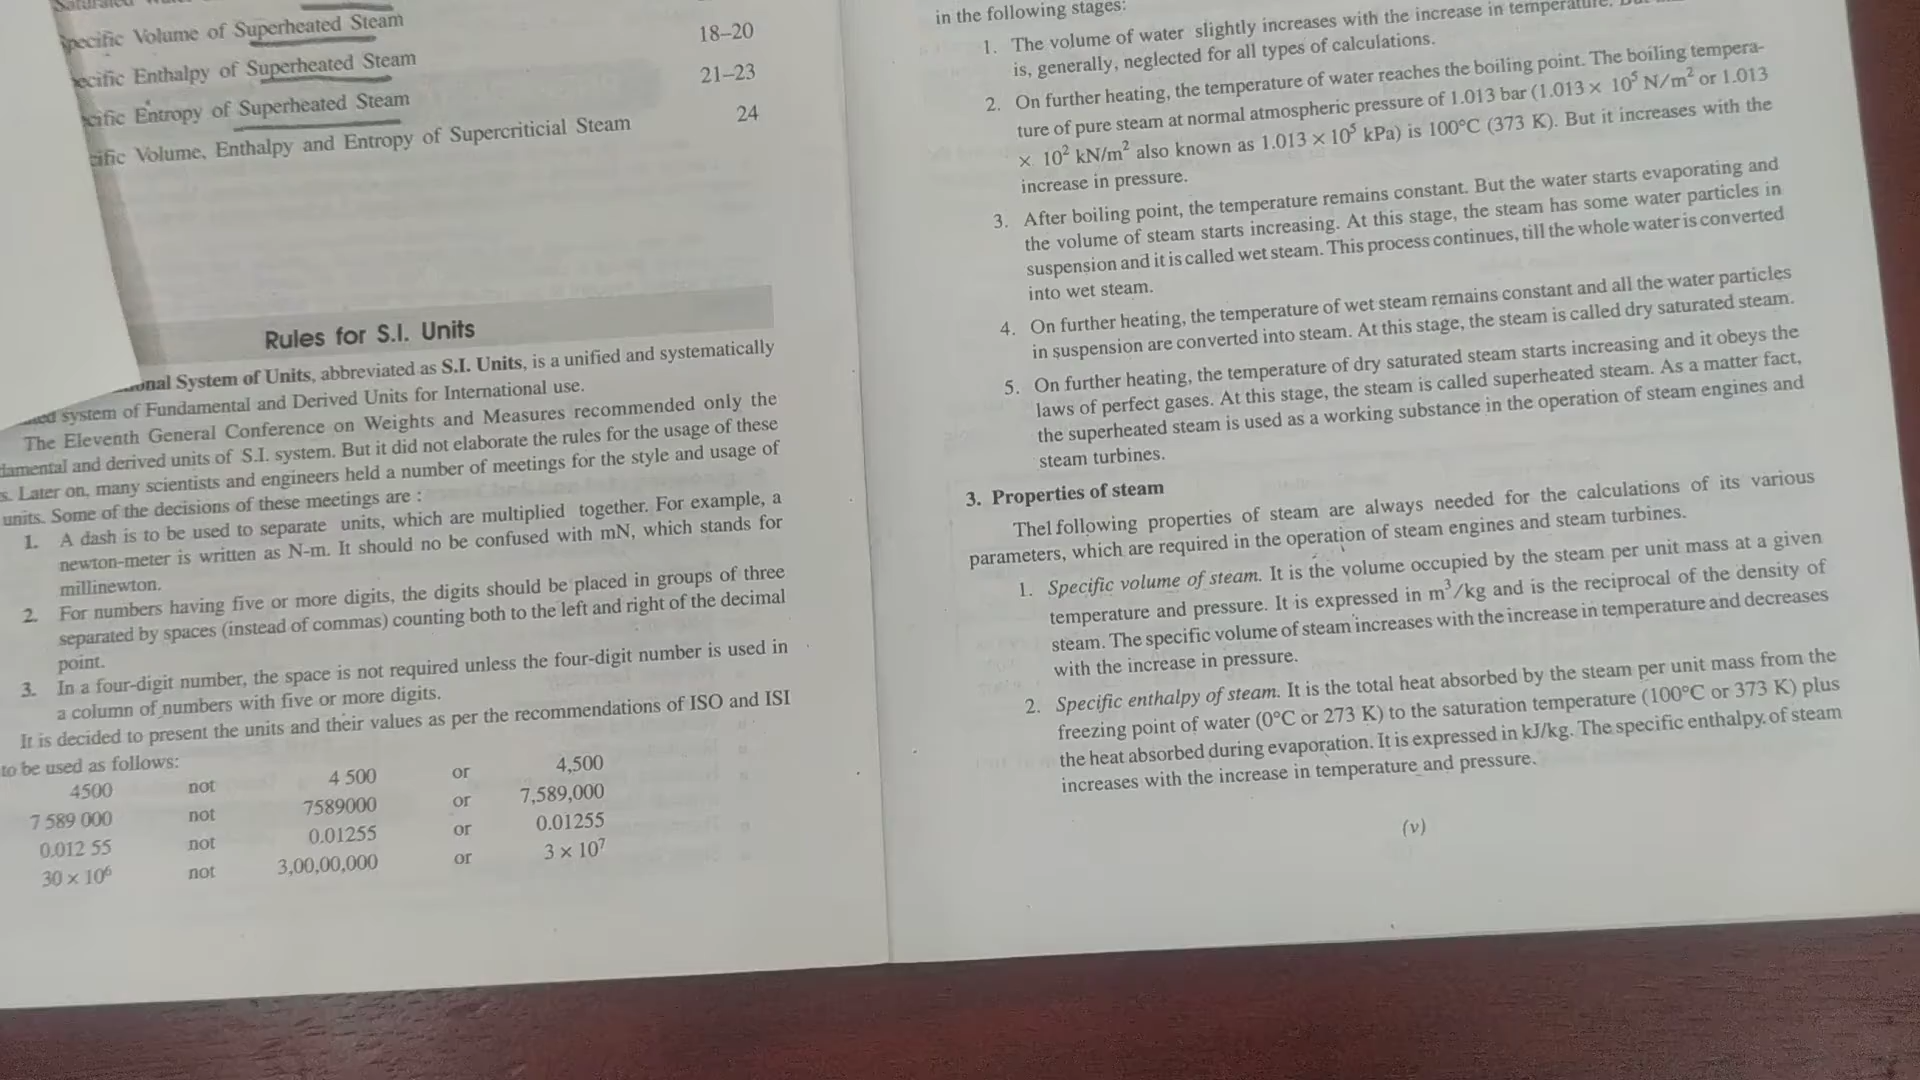 Specific Volume of Superheated Steam 18–20
Enthalpy of Superheated Steam 21–23
Entropy of Superheated Steam 24
Volume, Enthalpy and Entropy of Supercriticial Steam
Rules for S.I. Units
System of Units, abbreviated as S.I. Units, is a unified and systematically
system of Fundamental and Derived Units for International use.
The Eleventh General Conference on Weights and Measures recommended only the
and derived units of S.I. system. But it did not elaborate the rules for the usage of these
Later on, many scientists and engineers held a number of meetings for the style and usage of
units. Some of the decisions of these meetings are :
1. A dash is to be used to separate units, which are multiplied together. For example, a
newton-meter is written as N-m. It should no be confused with mN, which stands for
millinewton.
2. For numbers having five or more digits, the digits should be placed in groups of three
separated by spaces (instead of commas) counting both to the left and right of the decimal
point.
3. In a four-digit number, the space is not required unless the four-digit number is used in
a column of numbers with five or more digits.
It is decided to present the units and their values as per the recommendations of ISO and ISI
to be used as follows:
4500 not 4 500 or 4,500
7 589 000 not 7589000 or 7,589,000
0.012 55 not 0.01255 or 0.01255
30 × 10⁶ not 3,00,00,000 or 3 × 10⁷
in the following stages:
1. The volume of water slightly increases with the increase in temperature.
is, generally, neglected for all types of calculations.
2. On further heating, the temperature of water reaches the boiling point. The boiling tempera-
ture of pure steam at normal atmospheric pressure of 1.013 bar (1.013 × 10⁵ N/m² or 1.013
× 10² kN/m² also known as 1.013 × 10⁵ kPa) is 100°C (373 K). But it increases with the
increase in pressure.
3. After boiling point, the temperature remains constant. But the water starts evaporating and
the volume of steam starts increasing. At this stage, the steam has some water particles in
suspension and it is called wet steam. This process continues, till the whole water is converted
into wet steam.
4. On further heating, the temperature of wet steam remains constant and all the water particles
in suspension are converted into steam. At this stage, the steam is called dry saturated steam.
5. On further heating, the temperature of dry saturated steam starts increasing and it obeys the
laws of perfect gases. At this stage, the steam is called superheated steam. As a matter fact,
the superheated steam is used as a working substance in the operation of steam engines and
steam turbines.
3. Properties of steam
Thel following properties of steam are always needed for the calculations of its various
parameters, which are required in the operation of steam engines and steam turbines.
1. Specific volume of steam. It is the volume occupied by the steam per unit mass at a given
temperature and pressure. It is expressed in m³/kg and is the reciprocal of the density of
steam. The specific volume of steam increases with the increase in temperature and decreases
with the increase in pressure.
2. Specific enthalpy of steam. It is the total heat absorbed by the steam per unit mass from the
freezing point of water (0°C or 273 K) to the saturation temperature (100°C or 373 K) plus
the heat absorbed during evaporation. It is expressed in kJ/kg. The specific enthalpy of steam
increases with the increase in temperature and pressure.
(v)